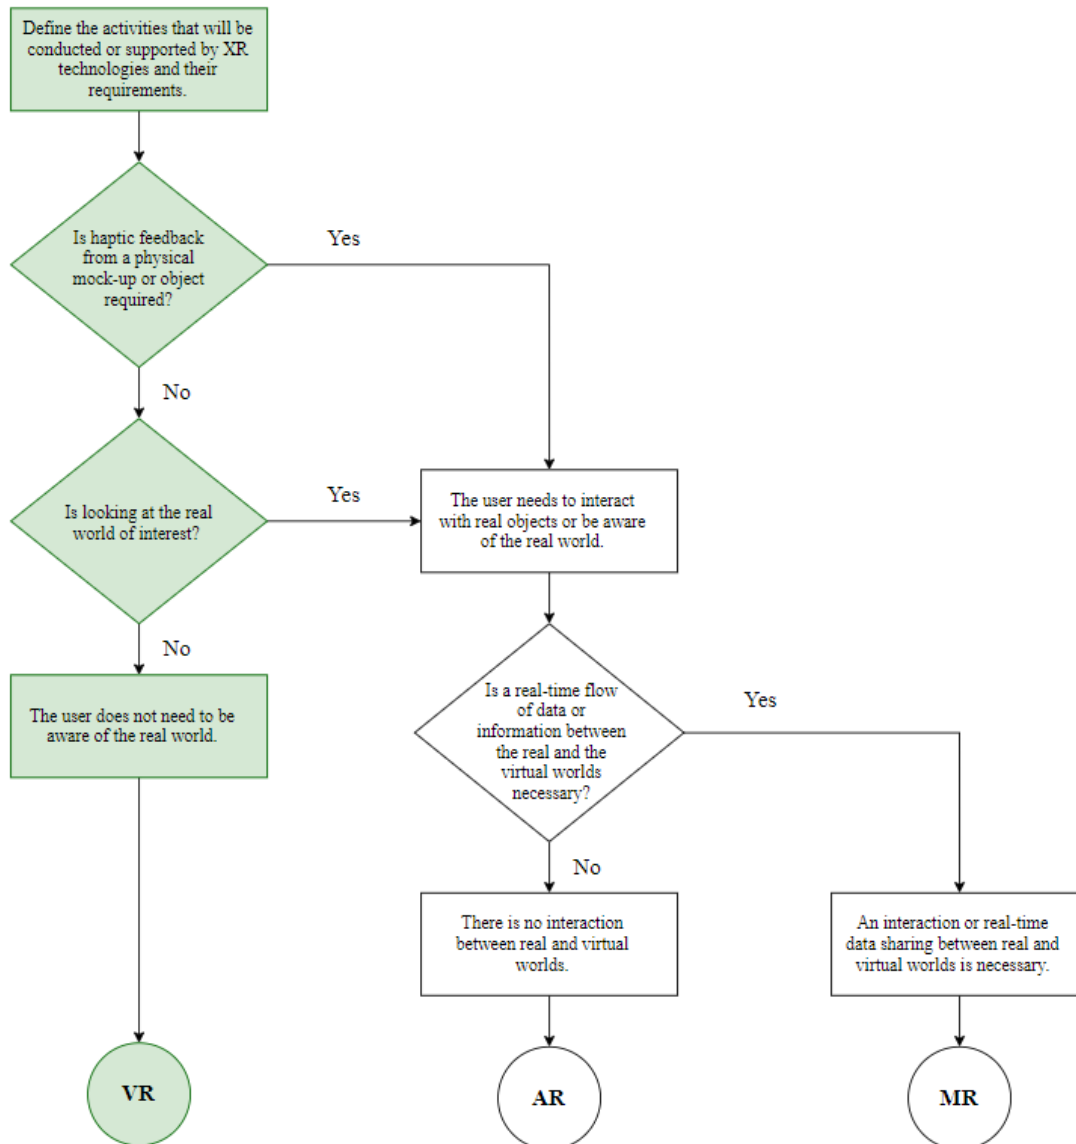 Define the activities that will be
conducted or supported by XR
technologies and their
requirements.
Is haptic feedback
from a physical
mock-up or object
required?
Yes
No
Is looking at the real
world of interest?
Yes
The user needs to interact
with real objects or be aware
of the real world.
No
The user does not need to be
aware of the real world.
Is a real-time flow
of data or
information between
the real and the
virtual worlds
necessary?
Yes
No
There is no interaction
between real and virtual
worlds.
An interaction or real-time
data sharing between real and
virtual worlds is necessary.
VR
AR
MR